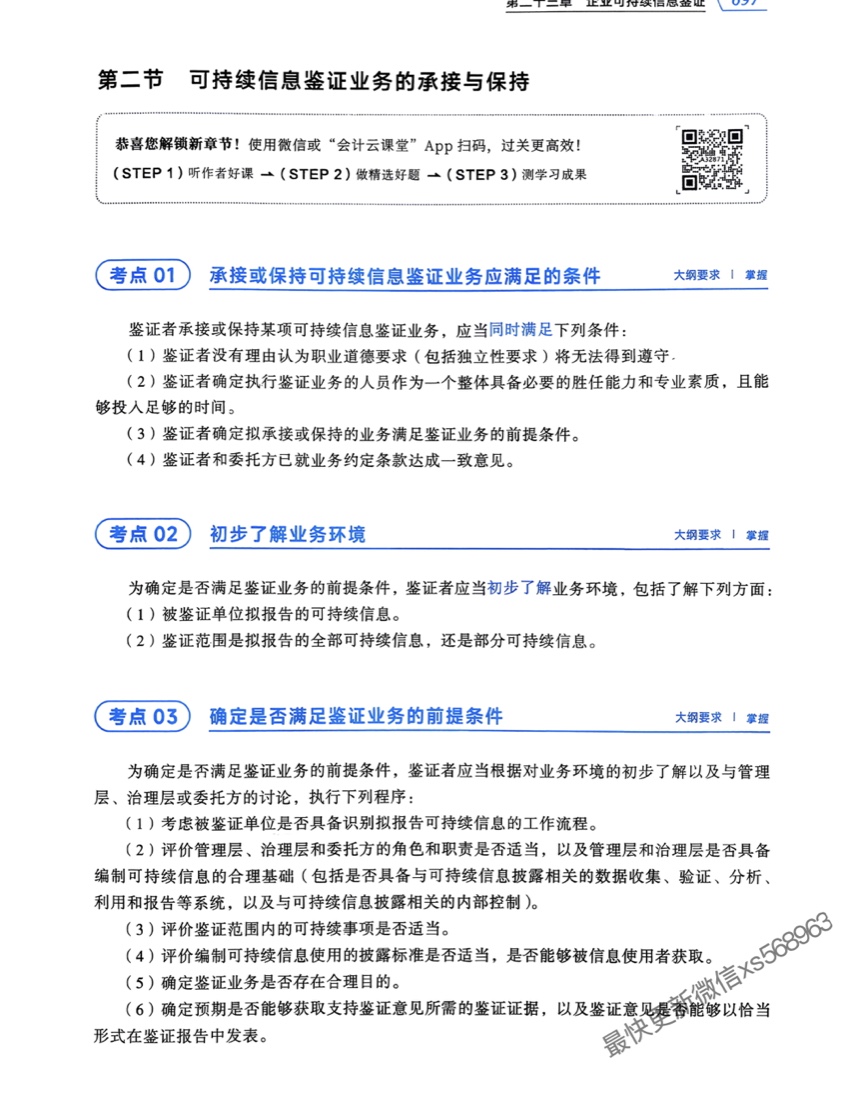 第二十三章 企业可持续信息鉴证 097
第二节 可持续信息鉴证业务的承接与保持
恭喜您解锁新章节！使用微信或“会计云课堂”App 扫码，过关更高效！
（STEP 1）听作者好课 →（STEP 2）做精选好题 →（STEP 3）测学习成果
A32871
考点 01 承接或保持可持续信息鉴证业务应满足的条件 大纲要求 | 掌握
鉴证者承接或保持某项可持续信息鉴证业务，应当同时满足下列条件：
（1）鉴证者没有理由认为职业道德要求（包括独立性要求）将无法得到遵守.
（2）鉴证者确定执行鉴证业务的人员作为一个整体具备必要的胜任能力和专业素质，且能
够投入足够的时间。
（3）鉴证者确定拟承接或保持的业务满足鉴证业务的前提条件。
（4）鉴证者和委托方已就业务约定条款达成一致意见。
考点 02 初步了解业务环境 大纲要求 | 掌握
为确定是否满足鉴证业务的前提条件，鉴证者应当初步了解业务环境，包括了解下列方面：
（1）被鉴证单位拟报告的可持续信息。
（2）鉴证范围是拟报告的全部可持续信息，还是部分可持续信息。
考点 03 确定是否满足鉴证业务的前提条件 大纲要求 | 掌握
为确定是否满足鉴证业务的前提条件，鉴证者应当根据对业务环境的初步了解以及与管理
层、治理层或委托方的讨论，执行下列程序：
（1）考虑被鉴证单位是否具备识别拟报告可持续信息的工作流程。
（2）评价管理层、治理层和委托方的角色和职责是否适当，以及管理层和治理层是否具备
编制可持续信息的合理基础（包括是否具备与可持续信息披露相关的数据收集、验证、分析、
利用和报告等系统，以及与可持续信息披露相关的内部控制）。
（3）评价鉴证范围内的可持续事项是否适当。
（4）评价编制可持续信息使用的披露标准是否适当，是否能够被信息使用者获取。
（5）确定鉴证业务是否存在合理目的。
（6）确定预期是否能够获取支持鉴证意见所需的鉴证证据，以及鉴证意见是否能够以恰当
形式在鉴证报告中发表。
最快更新微信xs568963